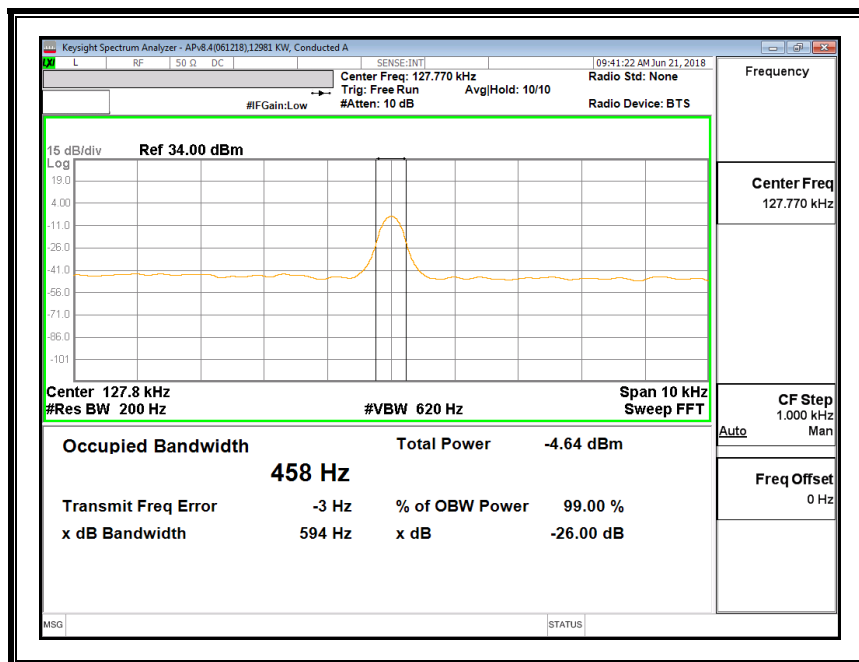 Keysight Spectrum Analyzer - APv8.4(061218),12981 KW, Conducted A
LXI L RF 50 Ω DC SENSE:INT 09:41:22 AM Jun 21, 2018
Center Freq: 127.770 kHz Radio Std: None
Trig: Free Run Avg|Hold: 10/10
#IFGain:Low #Atten: 10 dB Radio Device: BTS
15 dB/div Ref 34.00 dBm
Log
19.0
4.00
-11.0
-26.0
-41.0
-56.0
-71.0
-86.0
-101
Center 127.8 kHz Span 10 kHz
#Res BW 200 Hz #VBW 620 Hz Sweep FFT
Occupied Bandwidth Total Power -4.64 dBm
458 Hz
Transmit Freq Error -3 Hz % of OBW Power 99.00 %
x dB Bandwidth 594 Hz x dB -26.00 dB
MSG STATUS
Frequency
Center Freq
127.770 kHz
CF Step
1.000 kHz
Auto Man
Freq Offset
0 Hz